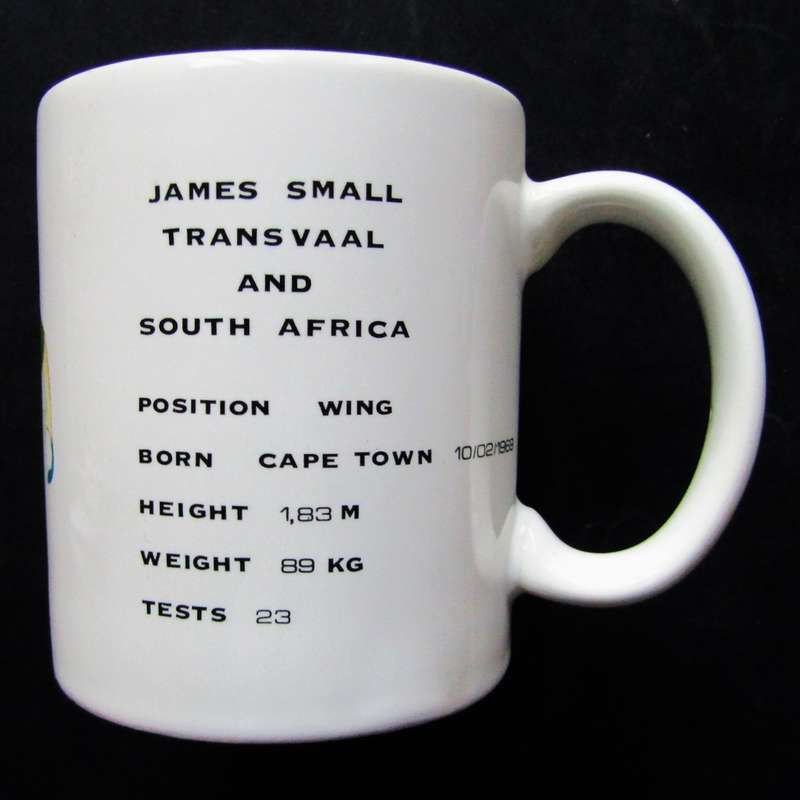 JAMES SMALL
TRANSVAAL
AND
SOUTH AFRICA
POSITION WING
BORN CAPE TOWN 10/02/1969
HEIGHT 1,83 M
WEIGHT 89 KG
TESTS 23